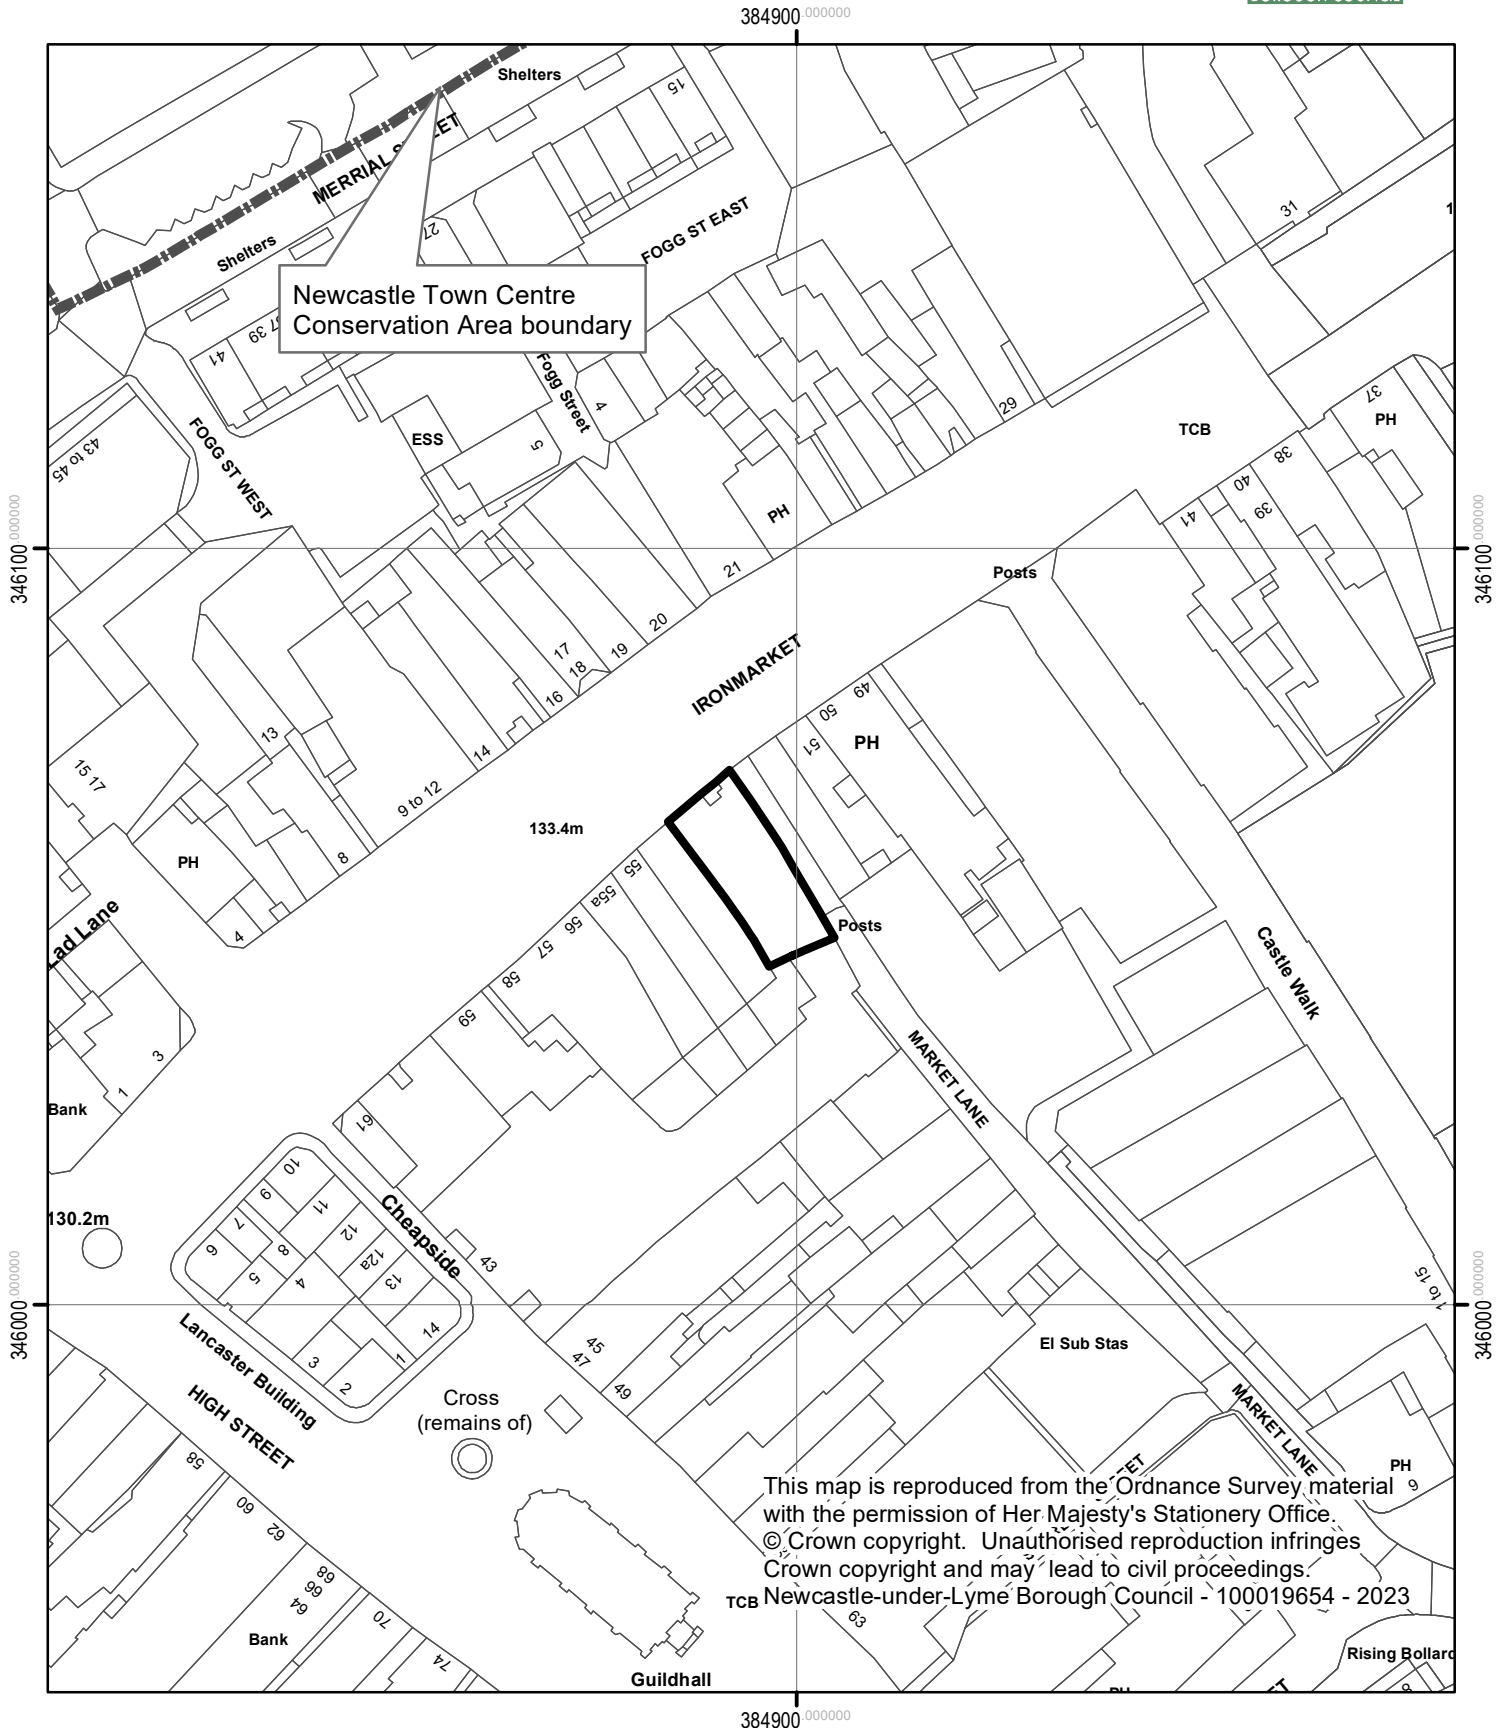 BOROUGH COUNCIL
384900.000000
Shelters
15
MERRIAL
27
FOGG ST EAST
31
Shelters
Newcastle Town Centre
Conservation Area boundary
39
41
Fogg Street
4
29
37
PH
TCB
43 to 45
FOGG ST WEST
ESS
5
38
40
39
41
PH
346100.000000
346100.000000
21
Posts
20
19
17
18
16
IRONMARKET
49
50
51
PH
13
14
15 17
9 to 12
8
133.4m
PH
4
55
55a
56
57
58
59
Posts
Lad Lane
Castle Walk
3
1
Bank
MARKET LANE
61
10
9
7
6
11
8
5
12
4
12a
13
Cheapside
43
130.2m
14
1
3
2
Lancaster Building
HIGH STREET
45
47
49
1 to 15
346000.000000
346000.000000
El Sub Stas
Cross
(remains of)
MARKET LANE
PH
6
58
60
62
68
66
64
70
74
Bank
This map is reproduced from the Ordnance Survey material
with the permission of Her Majesty's Stationery Office.
© Crown copyright.  Unauthorised reproduction infringes
Crown copyright and may  lead to civil proceedings.
Newcastle-under-Lyme Borough Council - 100019654 - 2023
TCB
63
Guildhall
Rising Bollard
8
PH
384900.000000